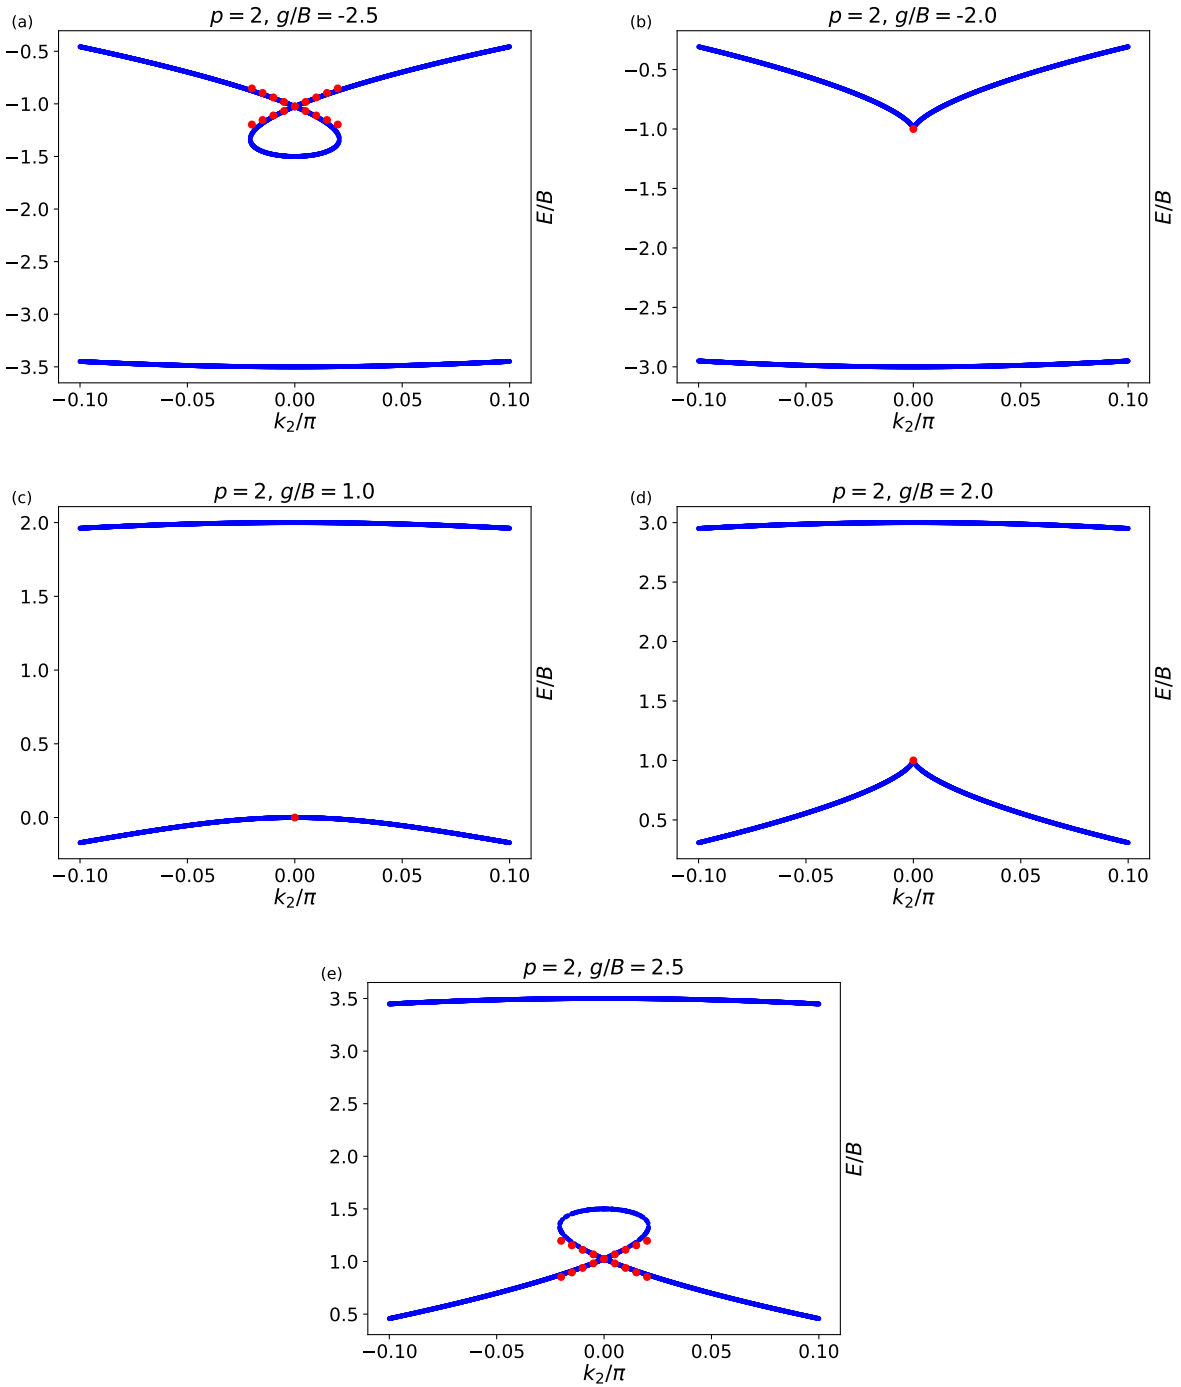 (a)
p = 2, g/B = -2.5
−0.5
−1.0
−1.5
−2.0
−2.5
−3.0
−3.5
−0.10 −0.05 0.00 0.05 0.10
k₂/π
E/B
(b)
p = 2, g/B = -2.0
−0.5
−1.0
−1.5
−2.0
−2.5
−3.0
−0.10 −0.05 0.00 0.05 0.10
k₂/π
E/B
(c)
p = 2, g/B = 1.0
2.0
1.5
1.0
0.5
0.0
−0.10 −0.05 0.00 0.05 0.10
k₂/π
E/B
(d)
p = 2, g/B = 2.0
3.0
2.5
2.0
1.5
1.0
0.5
−0.10 −0.05 0.00 0.05 0.10
k₂/π
E/B
(e)
p = 2, g/B = 2.5
3.5
3.0
2.5
2.0
1.5
1.0
0.5
−0.10 −0.05 0.00 0.05 0.10
k₂/π
E/B